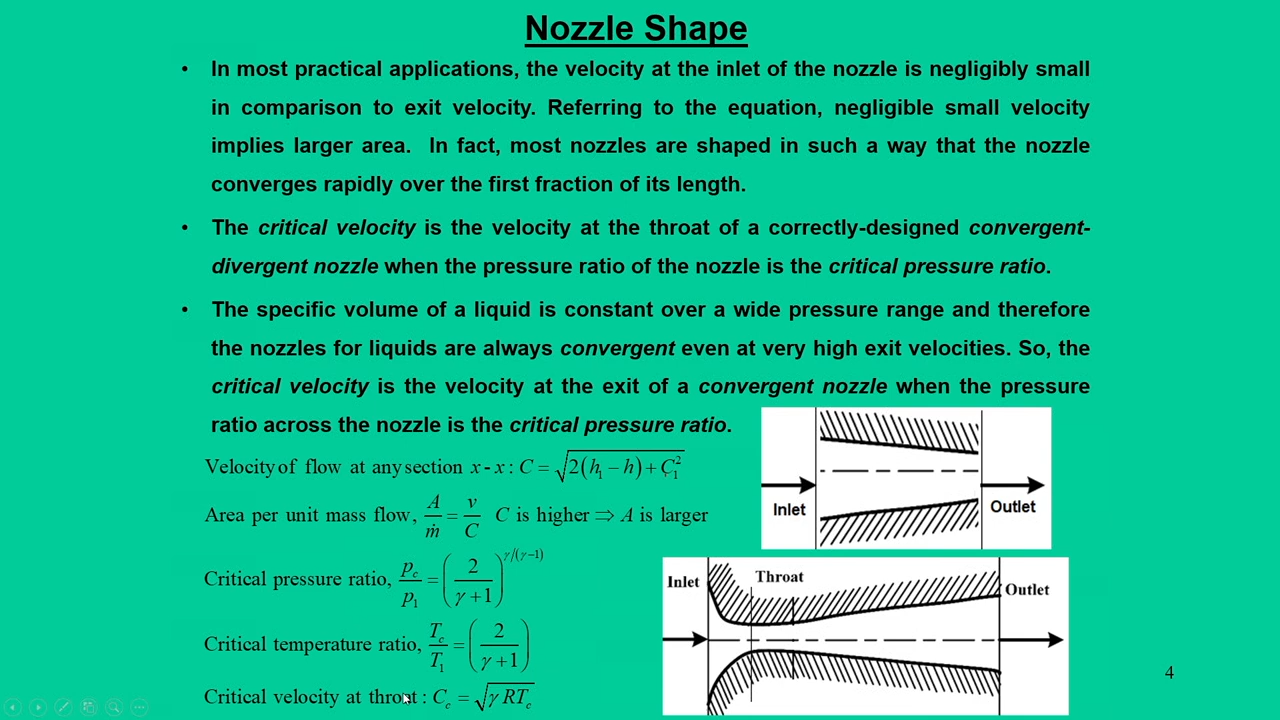 Nozzle Shape
• In most practical applications, the velocity at the inlet of the nozzle is negligibly small
in comparison to exit velocity. Referring to the equation, negligible small velocity
implies larger area. In fact, most nozzles are shaped in such a way that the nozzle
converges rapidly over the first fraction of its length.
• The critical velocity is the velocity at the throat of a correctly-designed convergent-
divergent nozzle when the pressure ratio of the nozzle is the critical pressure ratio.
• The specific volume of a liquid is constant over a wide pressure range and therefore
the nozzles for liquids are always convergent even at very high exit velocities. So, the
critical velocity is the velocity at the exit of a convergent nozzle when the pressure
ratio across the nozzle is the critical pressure ratio.
Velocity of flow at any section x - x : C = √(2(h₁ − h) + C₁²)
Area per unit mass flow, A/ṁ = v/C C is higher ⇒ A is larger
Critical pressure ratio, p_c/p₁ = (2/(γ+1))^(γ/(γ−1))
Critical temperature ratio, T_c/T₁ = (2/(γ+1))
Critical velocity at throat : C_c = √(γ RT_c)
Inlet
Outlet
Inlet
Throat
Outlet
4